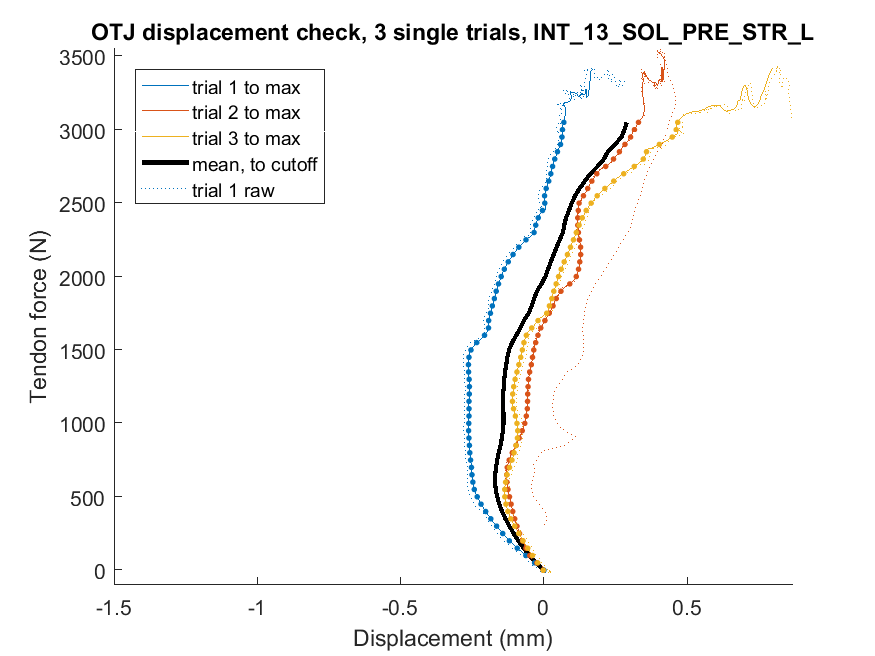 OTJ displacement check, 3 single trials, INT_13_SOL_PRE_STR_L
3500
3000
2500
2000
1500
1000
500
0
Tendon force (N)
trial 1 to max
trial 2 to max
trial 3 to max
mean, to cutoff
trial 1 raw
-1.5
-1
-0.5
0
0.5
Displacement (mm)